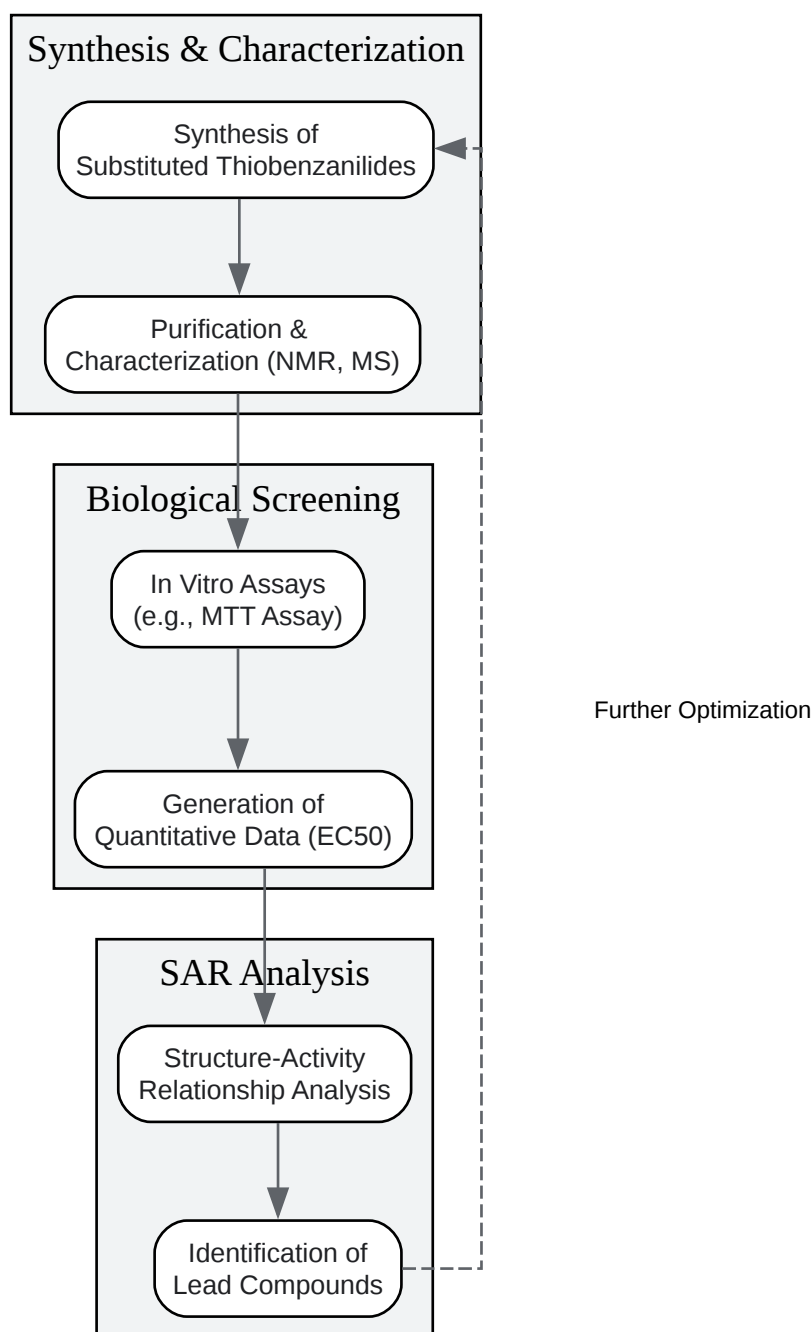 Synthesis & Characterization
Synthesis of
Substituted Thiobenzanilides
Purification &
Characterization (NMR, MS)
Biological Screening
In Vitro Assays
(e.g., MTT Assay)
Further Optimization
Generation of
Quantitative Data (EC50)
SAR Analysis
Structure-Activity
Relationship Analysis
Identification of
Lead Compounds